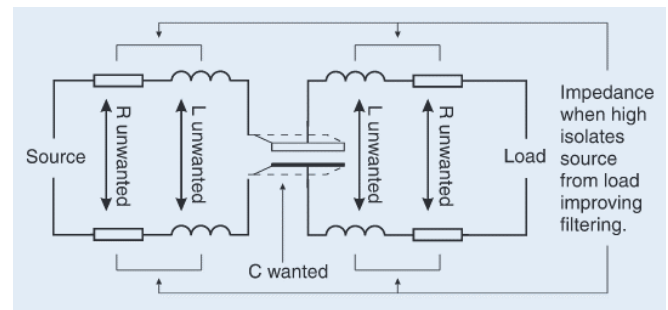 Source
R unwanted
L unwanted
C wanted
L unwanted
R unwanted
Load
Impedance
when high
isolates
source
from load
improving
filtering.